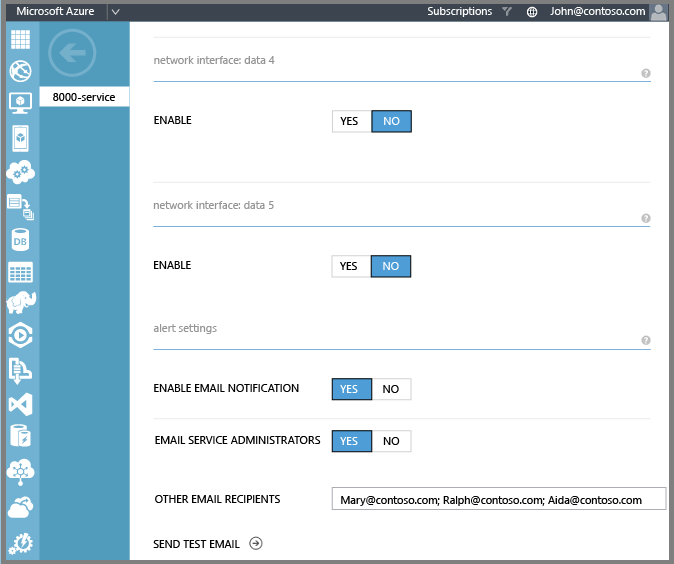 Microsoft Azure Subscriptions John@contoso.com
8000-service
network interface: data 4
?
ENABLE YES NO
network interface: data 5
?
ENABLE YES NO
alert settings
?
ENABLE EMAIL NOTIFICATION YES NO
EMAIL SERVICE ADMINISTRATORS YES NO
DB
OTHER EMAIL RECIPIENTS Mary@contoso.com; Ralph@contoso.com; Aida@contoso.com
SEND TEST EMAIL